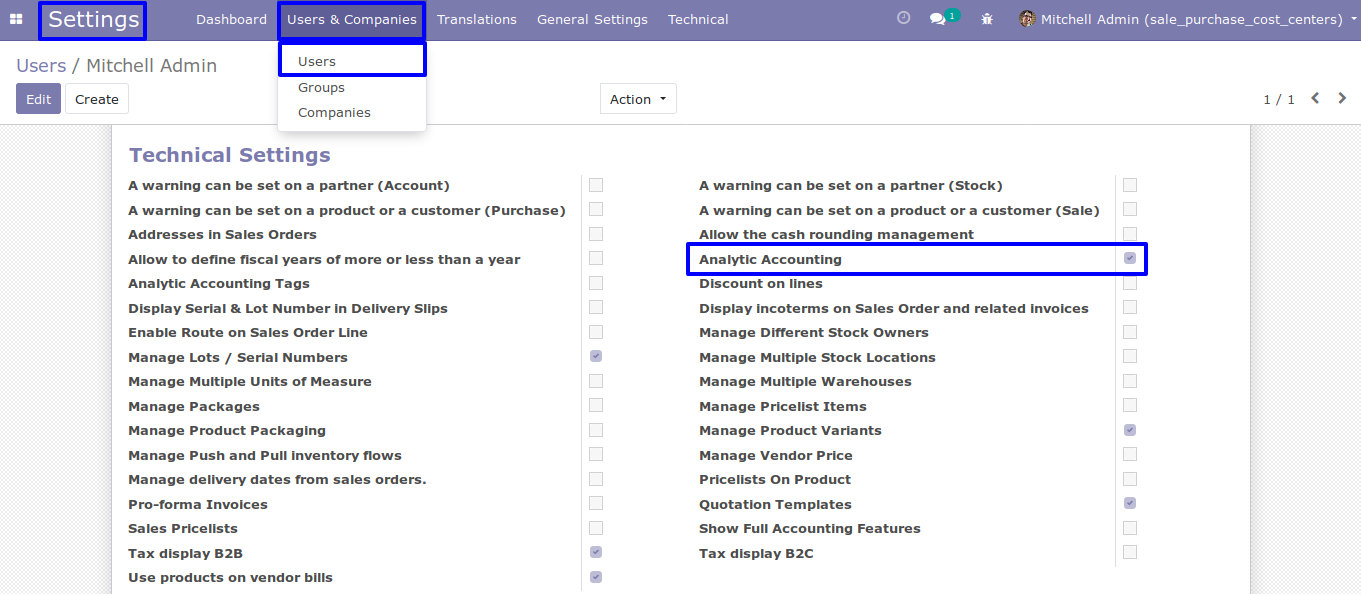 Settings
Dashboard
Users & Companies
Translations
General Settings
Technical
1
Mitchell Admin (sale_purchase_cost_centers)
Users / Mitchell Admin
Users
Groups
Companies
Edit
Create
Action
1 / 1
Technical Settings
A warning can be set on a partner (Account)
A warning can be set on a product or a customer (Purchase)
Addresses in Sales Orders
Allow to define fiscal years of more or less than a year
Analytic Accounting Tags
Display Serial & Lot Number in Delivery Slips
Enable Route on Sales Order Line
Manage Lots / Serial Numbers
Manage Multiple Units of Measure
Manage Packages
Manage Product Packaging
Manage Push and Pull inventory flows
Manage delivery dates from sales orders.
Pro-forma Invoices
Sales Pricelists
Tax display B2B
Use products on vendor bills
A warning can be set on a partner (Stock)
A warning can be set on a product or a customer (Sale)
Allow the cash rounding management
Analytic Accounting
Discount on lines
Display incoterms on Sales Order and related invoices
Manage Different Stock Owners
Manage Multiple Stock Locations
Manage Multiple Warehouses
Manage Pricelist Items
Manage Product Variants
Manage Vendor Price
Pricelists On Product
Quotation Templates
Show Full Accounting Features
Tax display B2C